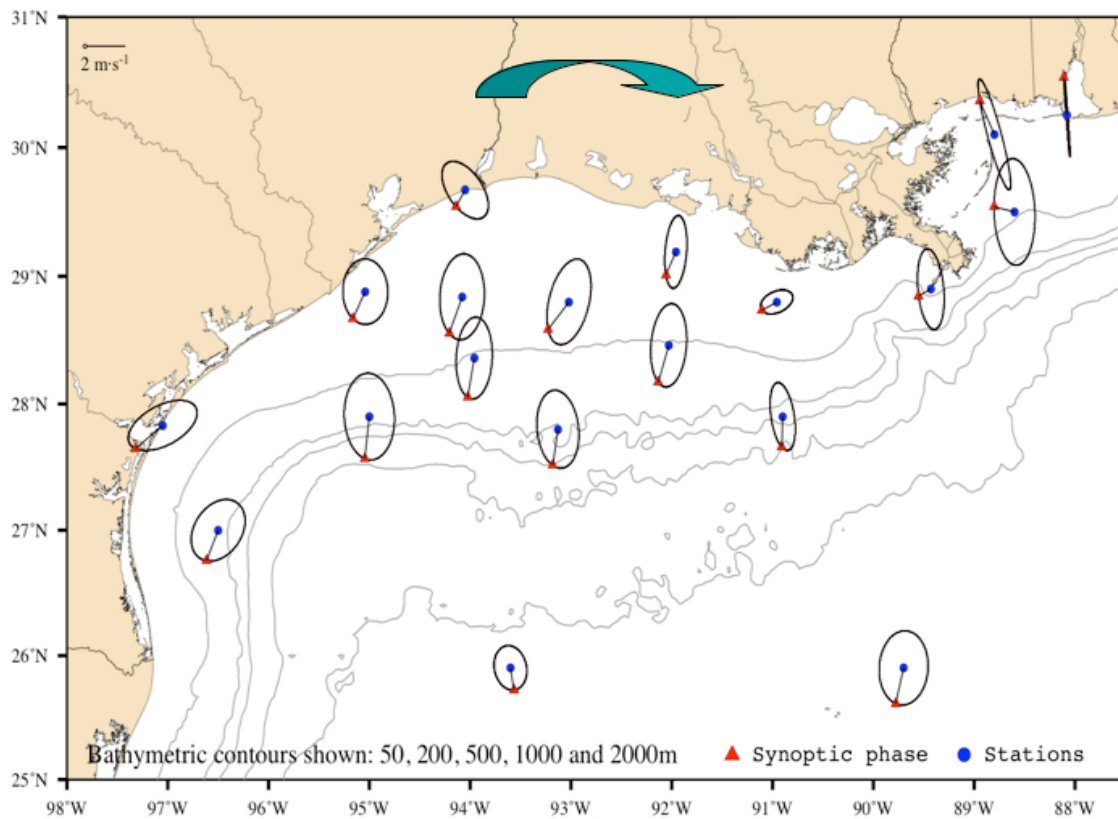 31°N
2 m·s⁻¹
30°N
29°N
28°N
27°N
26°N
Bathymetric contours shown: 50, 200, 500, 1000 and 2000m
Synoptic phase
Stations
25°N
98°W 97°W 96°W 95°W 94°W 93°W 92°W 91°W 90°W 89°W 88°W